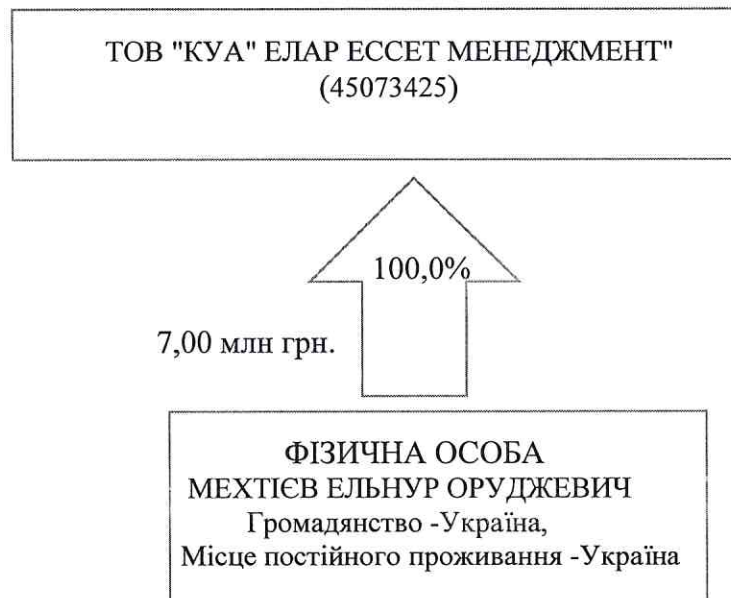 ТОВ "КУА" ЕЛАР ЕССЕТ МЕНЕДЖМЕНТ"
(45073425)
100,0%
7,00 млн грн.
ФІЗИЧНА ОСОБА
МЕХТІЄВ ЕЛЬНУР ОРУДЖЕВИЧ
Громадянство -Україна,
Місце постійного проживання -Україна